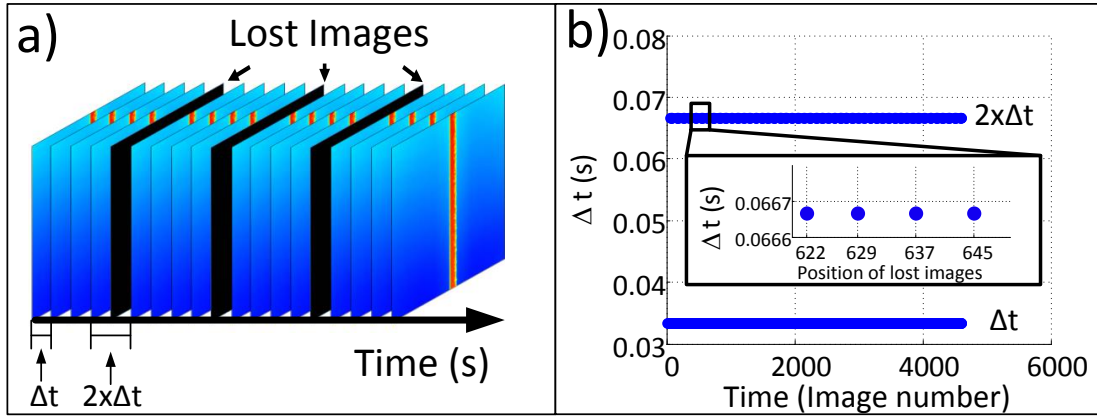 a)
Lost Images
Time (s)
Δt
2xΔt
b)
0.08
0.07
0.06
0.05
0.04
0.03
Δ t (s)
2xΔt
Δ t (s)
0.0667
0.0666
622 629 637 645
Position of lost images
Δt
0 2000 4000 6000
Time (Image number)